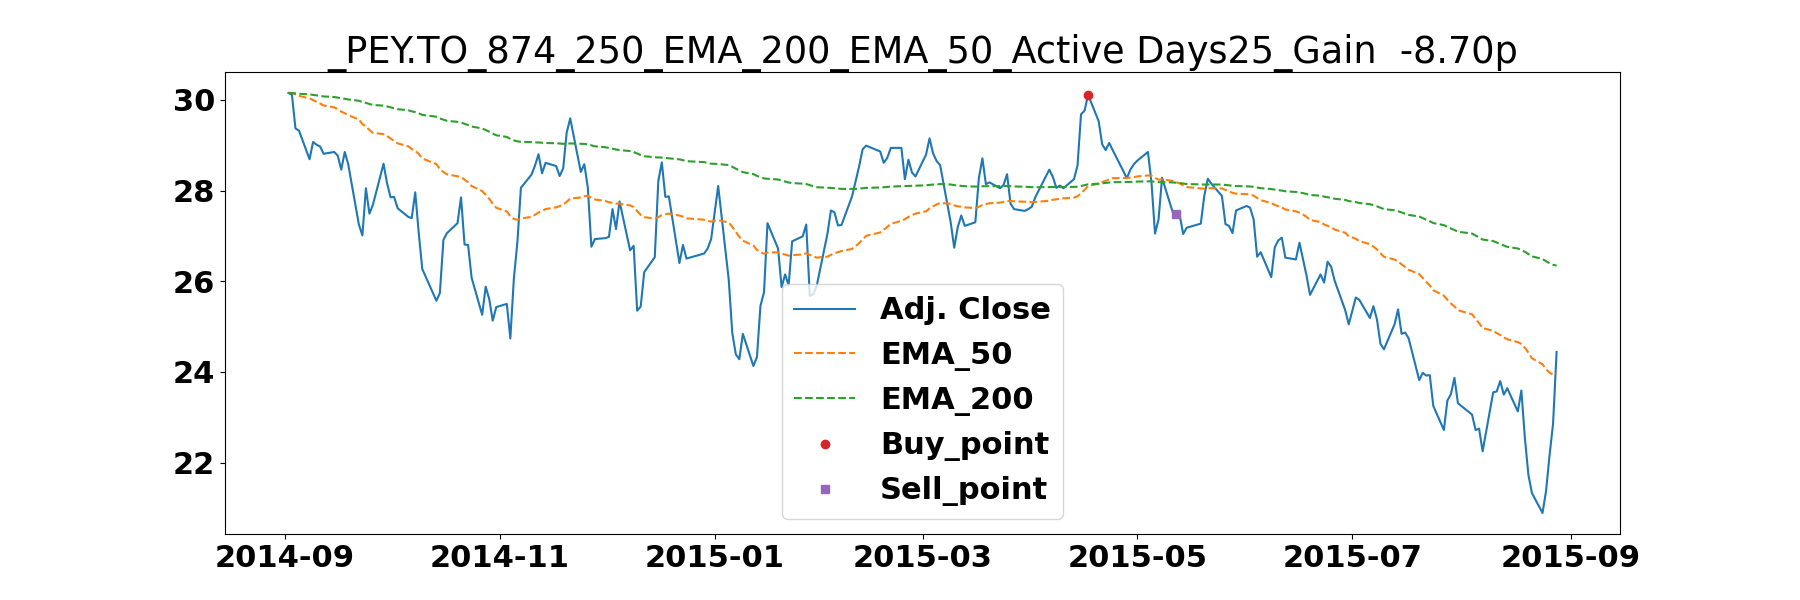 _PEY.TO_874_250_EMA_200_EMA_50_Active Days25_Gain  -8.70p
30
28
26
24
22
Adj. Close
EMA_50
EMA_200
Buy_point
Sell_point
2014-09 2014-11 2015-01 2015-03 2015-05 2015-07 2015-09